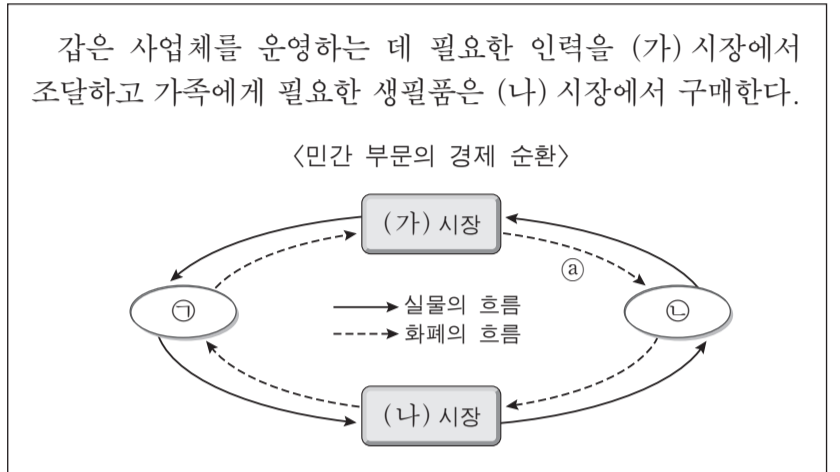 갑은 사업체를 운영하는 데 필요한 인력을 (가) 시장에서
조달하고 가족에게 필요한 생필품은 (나) 시장에서 구매한다.
〈민간 부문의 경제 순환〉
(가) 시장
ⓐ
㉠
실물의 흐름
㉡
화폐의 흐름
(나) 시장